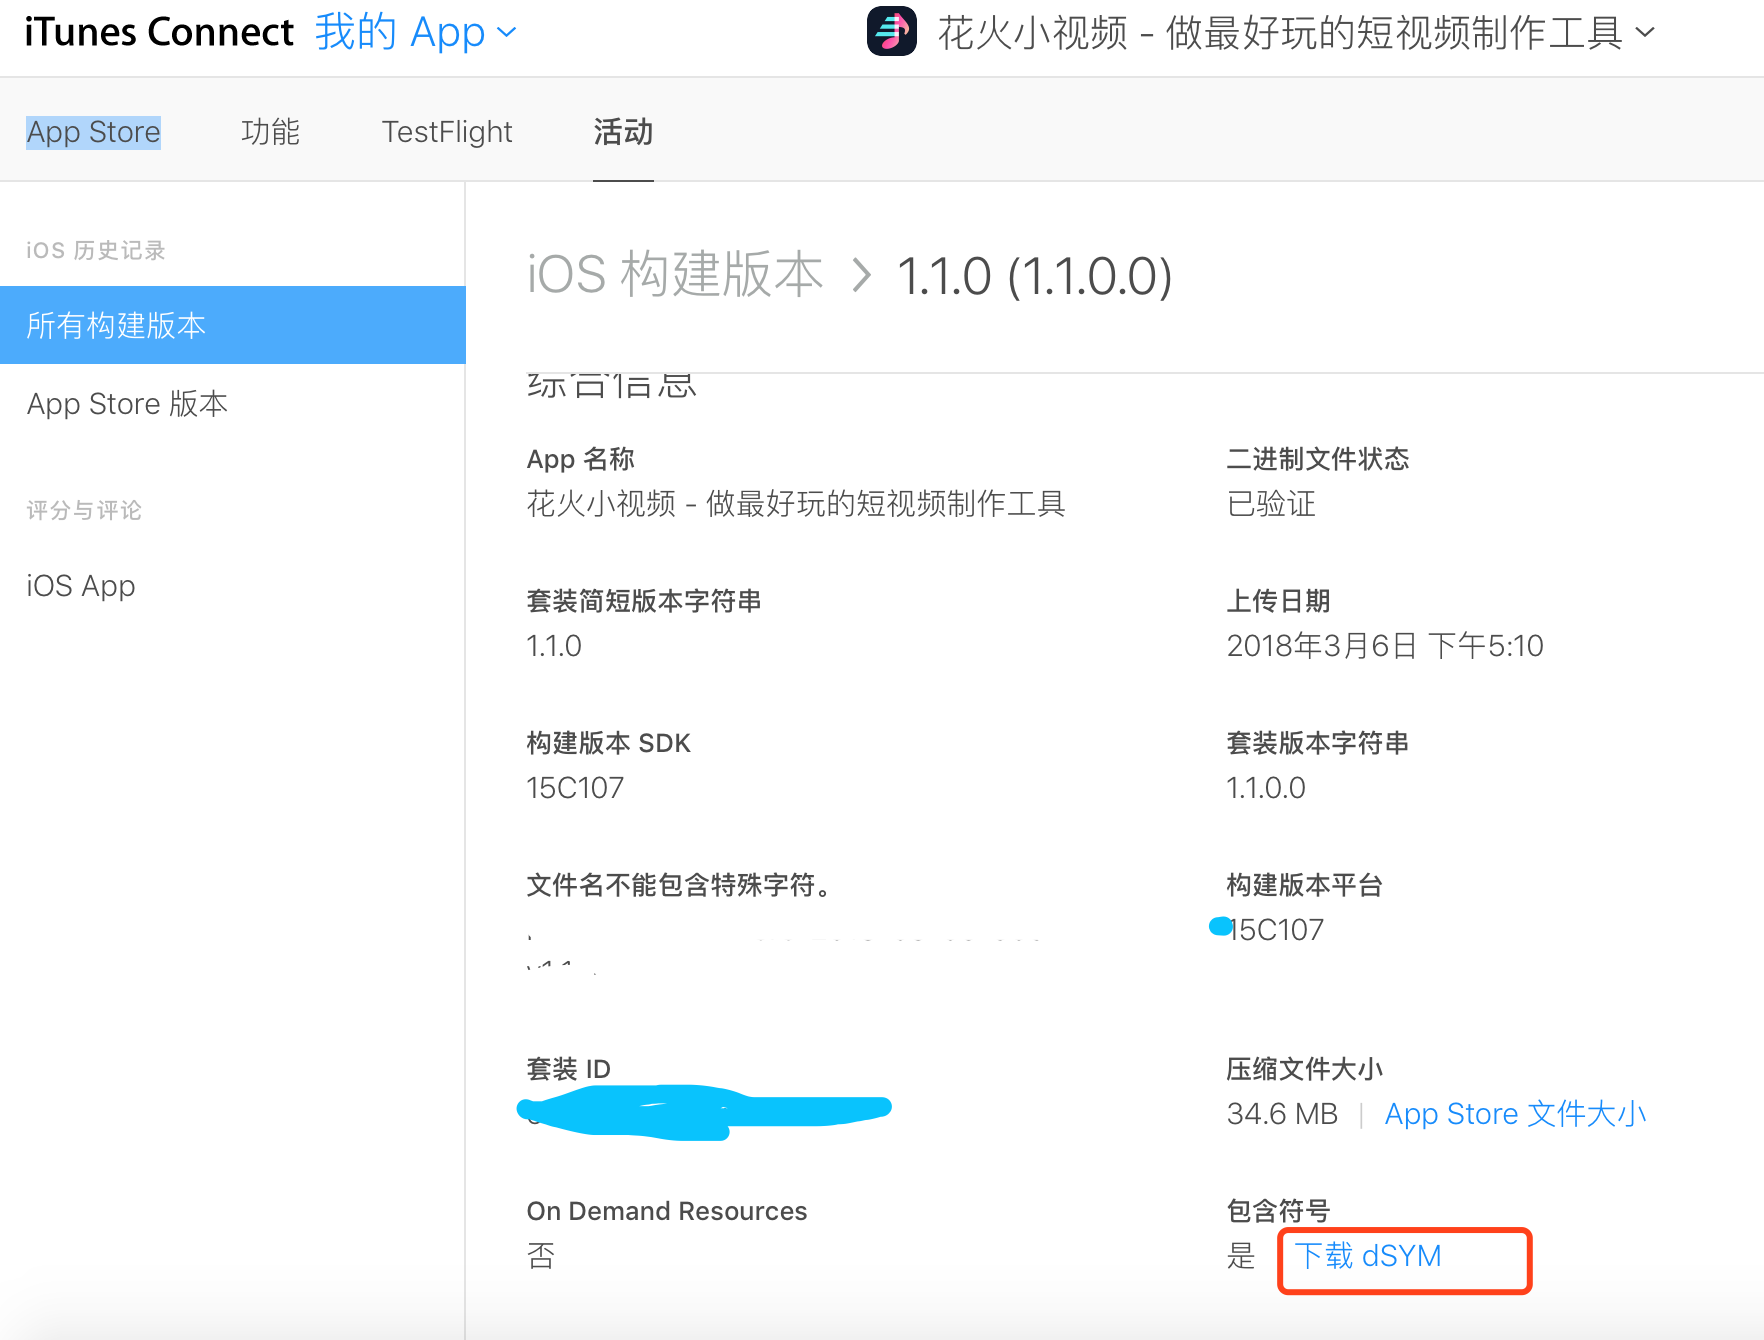 iTunes Connect 我的 App
花火小视频 - 做最好玩的短视频制作工具
App Store 功能 TestFlight 活动
iOS 历史记录
所有构建版本
App Store 版本
评分与评论
iOS App
iOS 构建版本 > 1.1.0 (1.1.0.0)
综合信息
App 名称
花火小视频 - 做最好玩的短视频制作工具
二进制文件状态
已验证
套装简短版本字符串
1.1.0
上传日期
2018年3月6日 下午5:10
构建版本 SDK
15C107
套装版本字符串
1.1.0.0
文件名不能包含特殊字符。
构建版本平台
15C107
套装 ID
压缩文件大小
34.6 MB | App Store 文件大小
On Demand Resources
否
包含符号
是 下载 dSYM